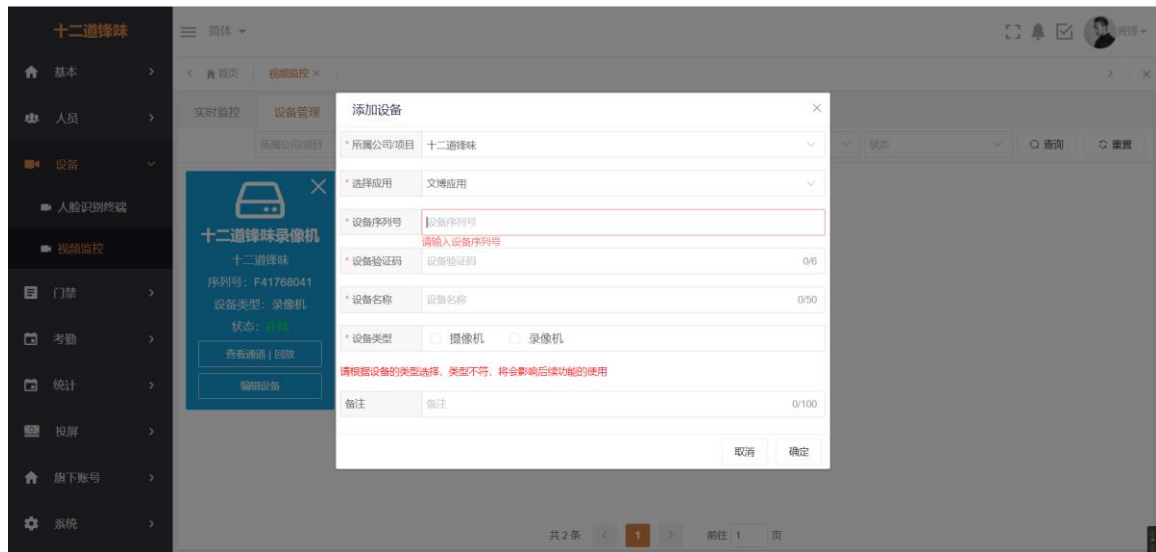 十二道锋味
简体
基本
人员
设备
人脸识别终端
视频监控
门禁
考勤
统计
投屏
旗下账号
系统
首页
视频监控 ×
实时监控
设备管理
所属公司/项目
状态
查询
重置
十二道锋味录像机
十二道锋味
序列号：F41768041
设备类型：录像机
状态：在线
查看通道 | 回放
编辑设备
添加设备
* 所属公司/项目 十二道锋味
* 选择应用 文博应用
* 设备序列号 设备序列号
请输入设备序列号
* 设备验证码 设备验证码 0/6
* 设备名称 设备名称 0/50
* 设备类型 摄像机 录像机
请根据设备的类型选择，类型不符，将会影响后续功能的使用
备注 备注 0/100
取消 确定
共 2 条 1 前往 1 页